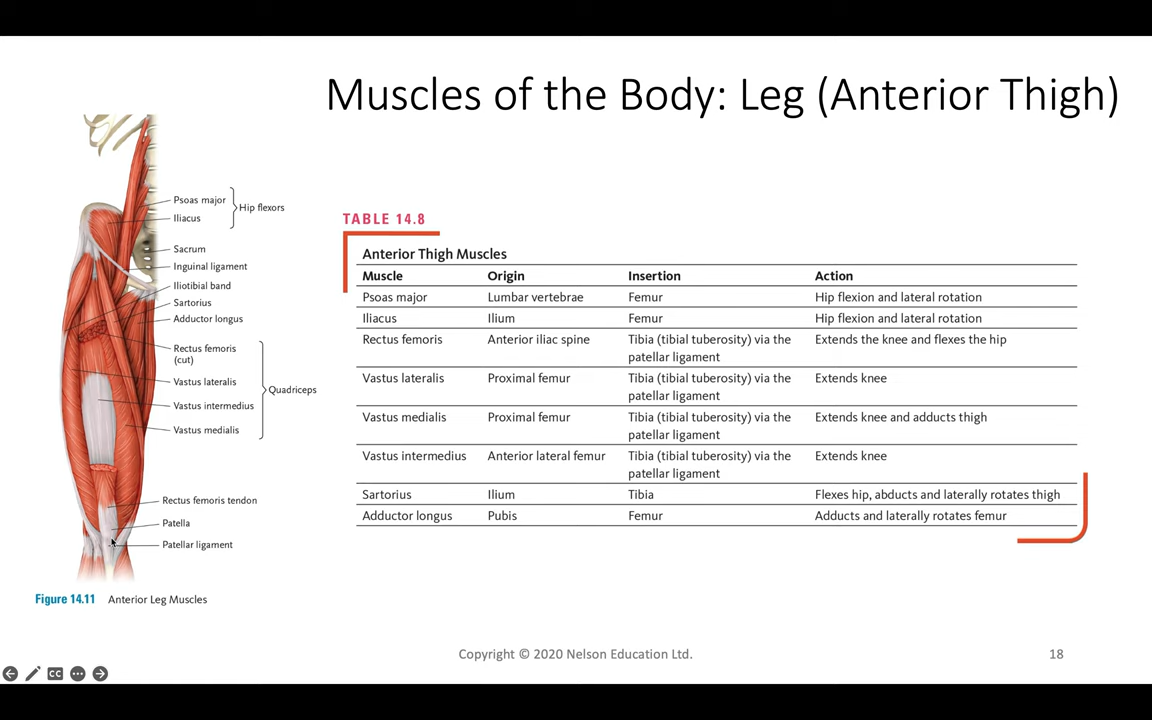 Muscles of the Body: Leg (Anterior Thigh)
Psoas major
Iliacus
Hip flexors
Sacrum
Inguinal ligament
Iliotibial band
Sartorius
Adductor longus
Rectus femoris
(cut)
Vastus lateralis
Vastus intermedius
Vastus medialis
Quadriceps
Rectus femoris tendon
Patella
Patellar ligament
Figure 14.11 Anterior Leg Muscles
TABLE 14.8
Anterior Thigh Muscles
Muscle Origin Insertion Action
Psoas major Lumbar vertebrae Femur Hip flexion and lateral rotation
Iliacus Ilium Femur Hip flexion and lateral rotation
Rectus femoris Anterior iliac spine Tibia (tibial tuberosity) via the Extends the knee and flexes the hip
patellar ligament
Vastus lateralis Proximal femur Tibia (tibial tuberosity) via the Extends knee
patellar ligament
Vastus medialis Proximal femur Tibia (tibial tuberosity) via the Extends knee and adducts thigh
patellar ligament
Vastus intermedius Anterior lateral femur Tibia (tibial tuberosity) via the Extends knee
patellar ligament
Sartorius Ilium Tibia Flexes hip, abducts and laterally rotates thigh
Adductor longus Pubis Femur Adducts and laterally rotates femur
Copyright © 2020 Nelson Education Ltd. 18
CC